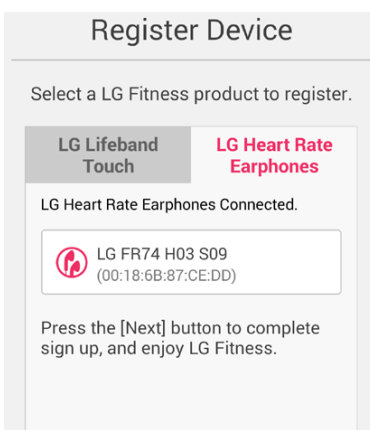 Register Device
Select a LG Fitness product to register.
LG Lifeband
Touch
LG Heart Rate
Earphones
LG Heart Rate Earphones Connected.
LG FR74 H03 S09
(00:18:6B:87:CE:DD)
Press the [Next] button to complete
sign up, and enjoy LG Fitness.